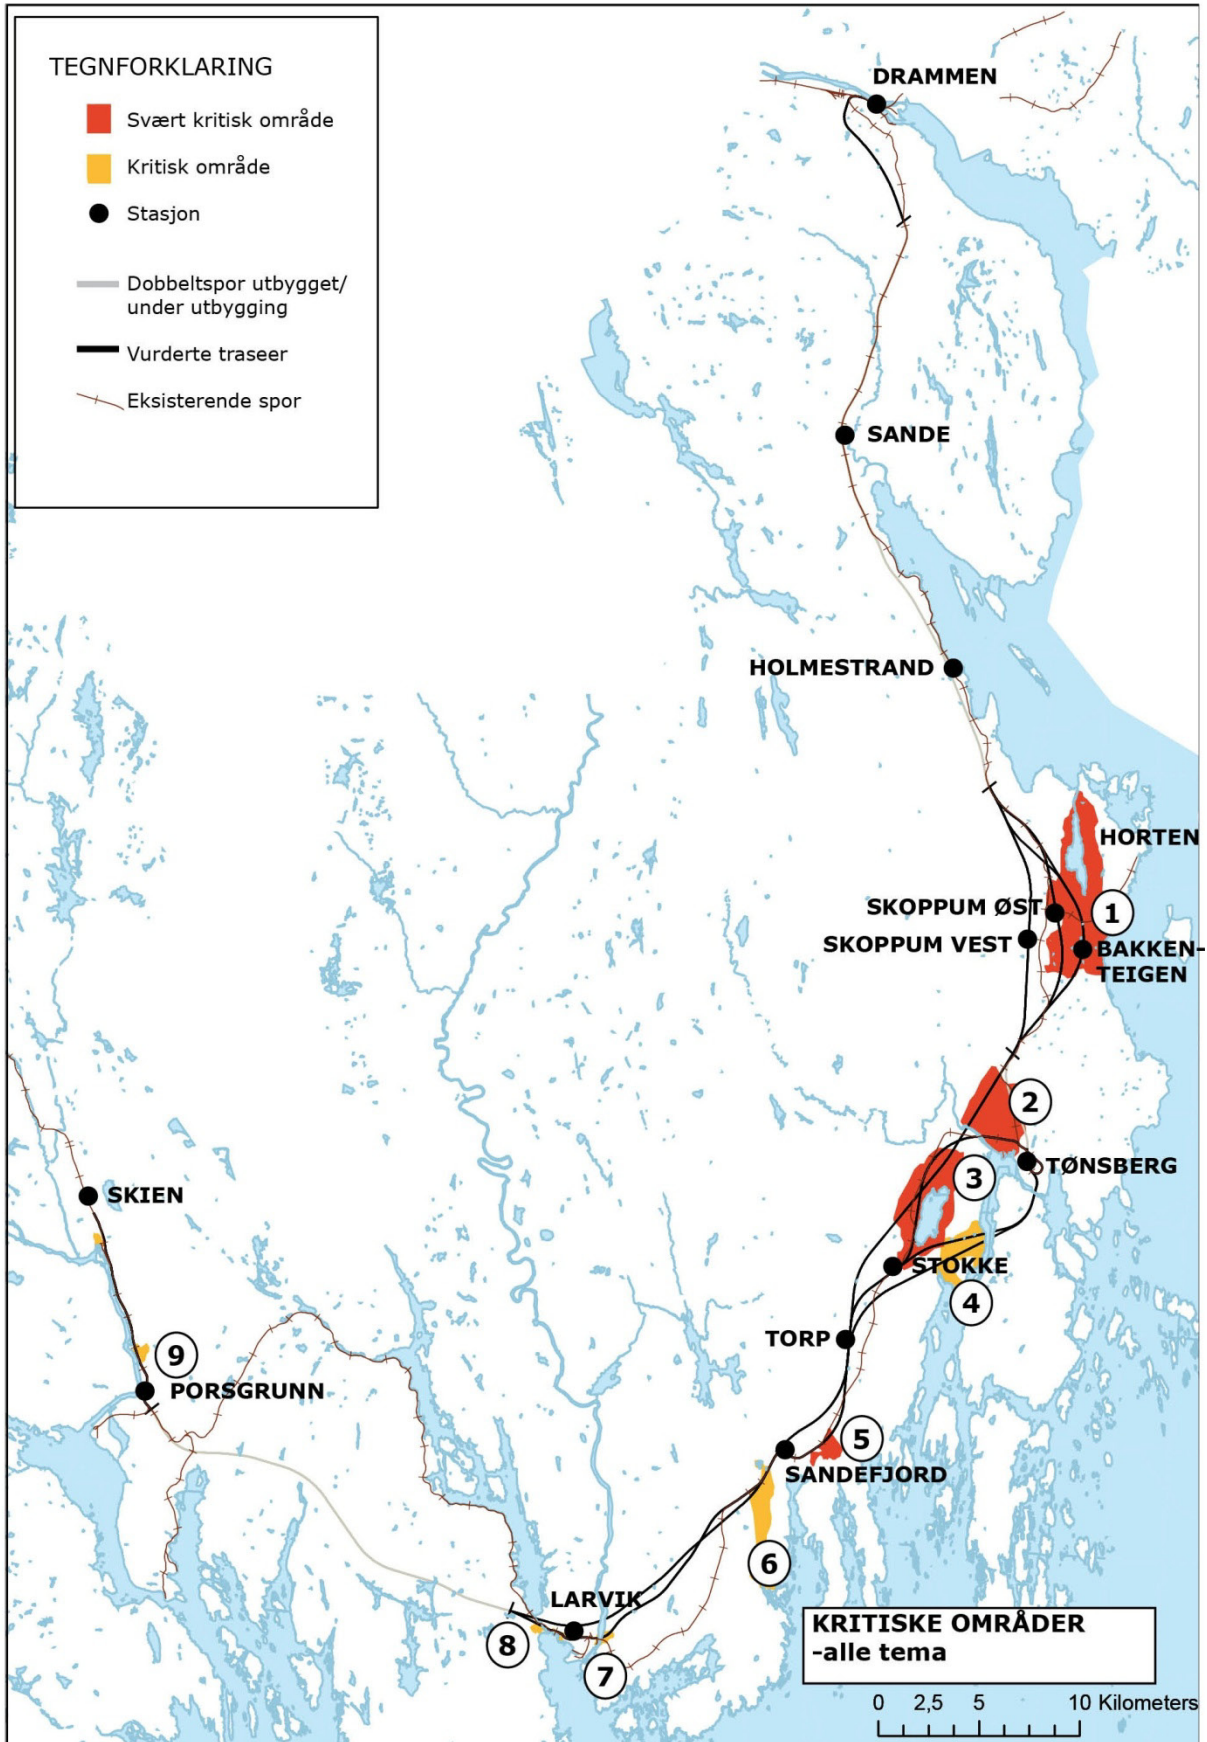 TEGNFORKLARING
Svært kritisk område
Kritisk område
Stasjon
Dobbeltspor utbygget/
under utbygging
Vurderte traseer
Eksisterende spor
DRAMMEN
SANDE
HOLMESTRAND
HORTEN
SKOPPUM ØST
1
SKOPPUM VEST
BAKKEN-
TEIGEN
2
TØNSBERG
3
SKIEN
STOKKE
4
TORP
9
PORSGRUNN
5
SANDEFJORD
6
LARVIK
8
7
KRITISKE OMRÅDER
-alle tema
0 2,5 5 10 Kilometers